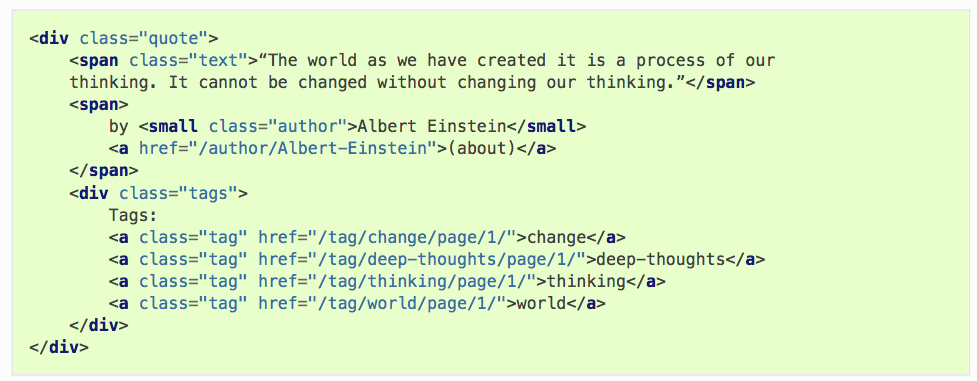 <div class="quote">
    <span class="text">“The world as we have created it is a process of our
    thinking. It cannot be changed without changing our thinking.”</span>
    <span>
        by <small class="author">Albert Einstein</small>
        <a href="/author/Albert-Einstein">(about)</a>
    </span>
    <div class="tags">
        Tags:
        <a class="tag" href="/tag/change/page/1/">change</a>
        <a class="tag" href="/tag/deep-thoughts/page/1/">deep-thoughts</a>
        <a class="tag" href="/tag/thinking/page/1/">thinking</a>
        <a class="tag" href="/tag/world/page/1/">world</a>
    </div>
</div>